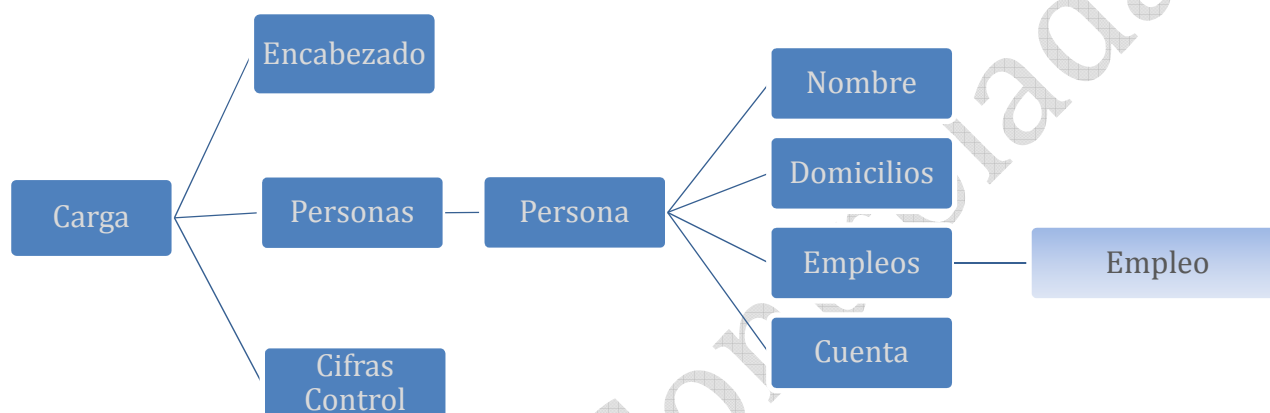 Encabezado
Nombre
Domicilios
Carga
Personas
Persona
Empleos
Empleo
Cuenta
Cifras
Control